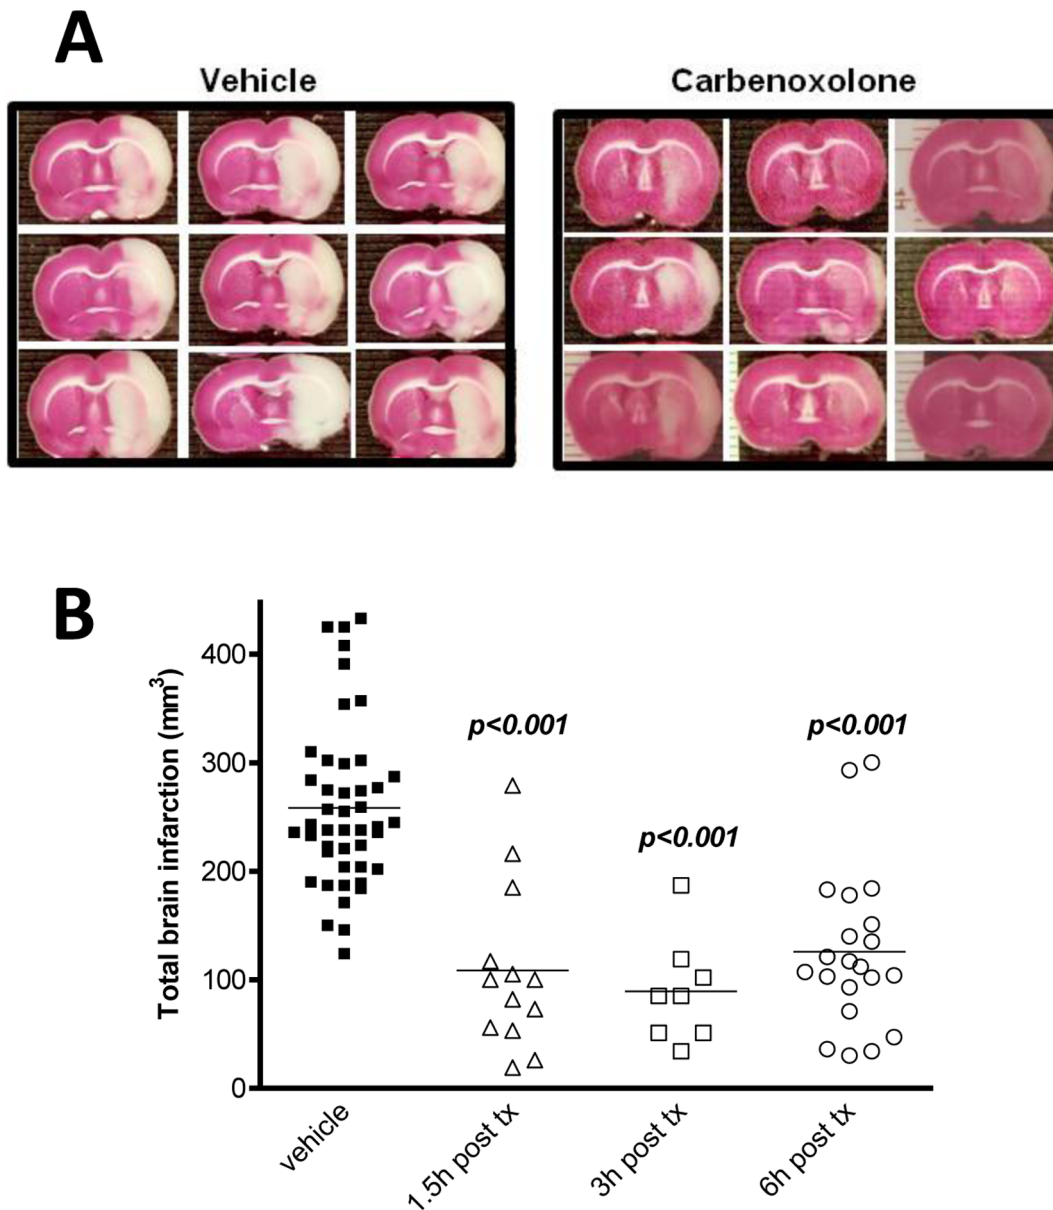 A
Vehicle
Carbenoxolone
B
Total brain infarction (mm³)
400
300
200
100
0
p<0.001
p<0.001
p<0.001
vehicle
1.5h post tx
3h post tx
6h post tx